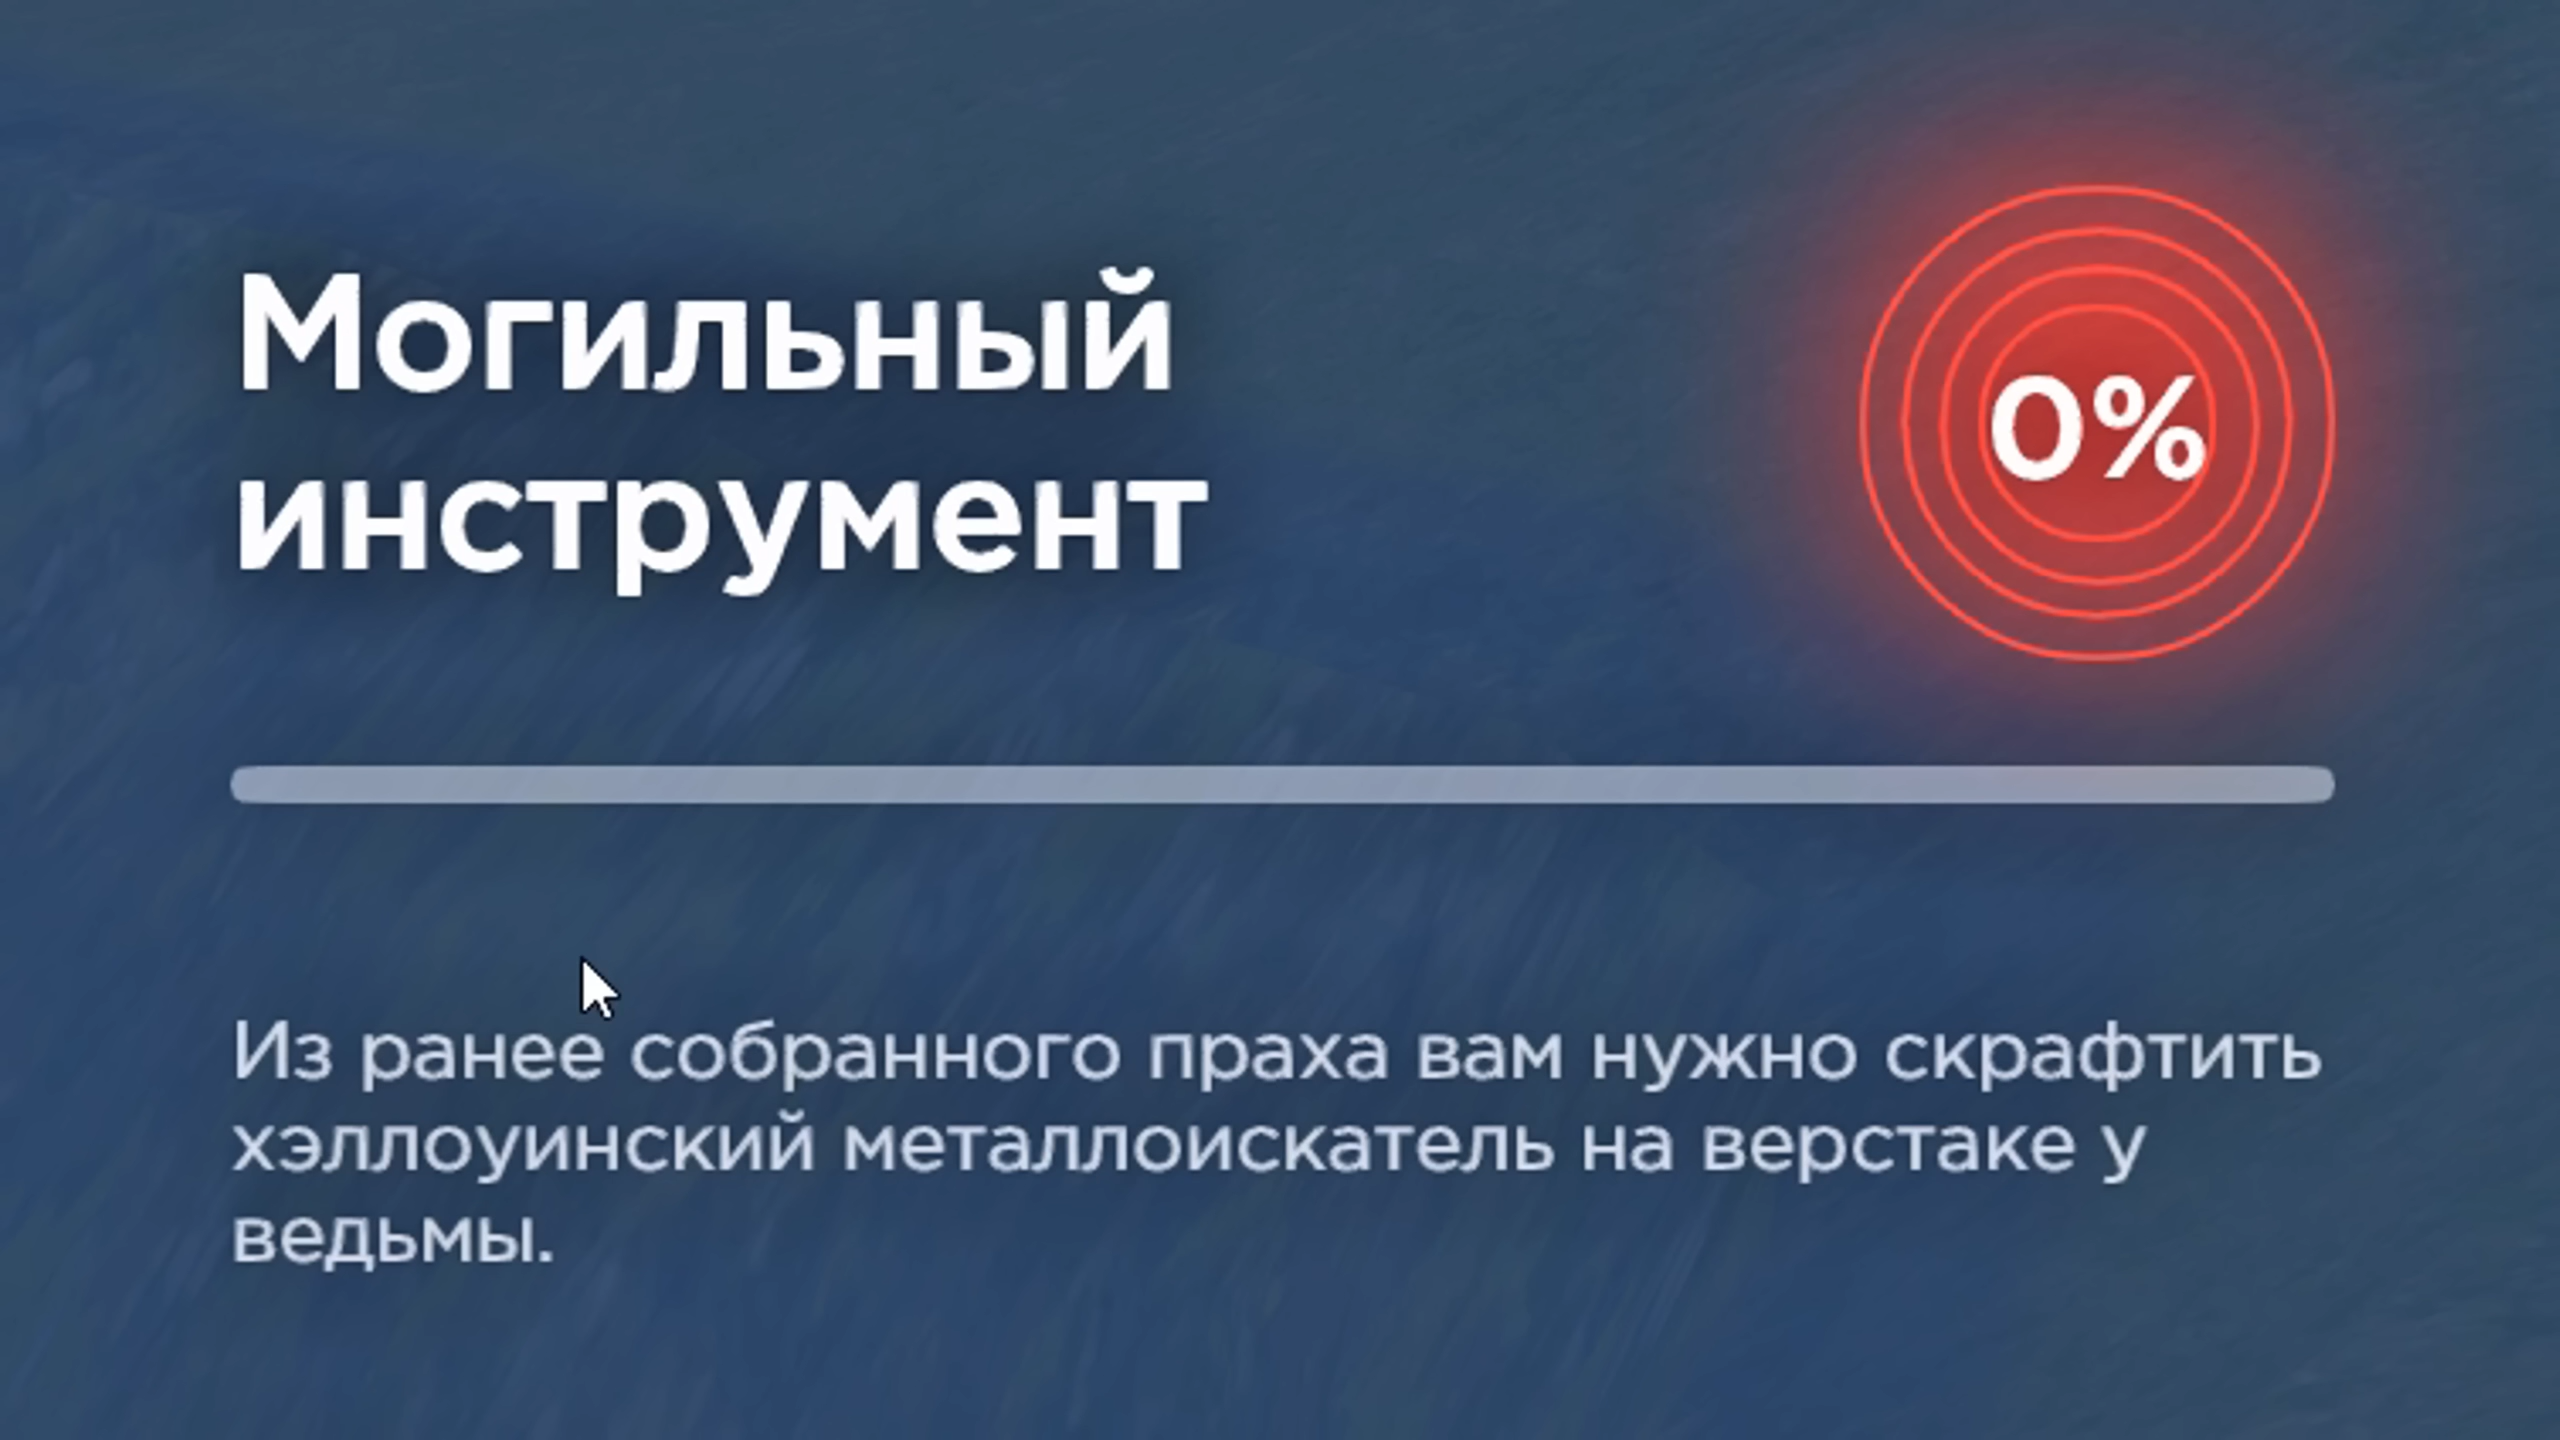 Могильный
инструмент
0%
Из ранее собранного праха вам нужно скрафтить
хэллоуинский металлоискатель на верстаке у
ведьмы.